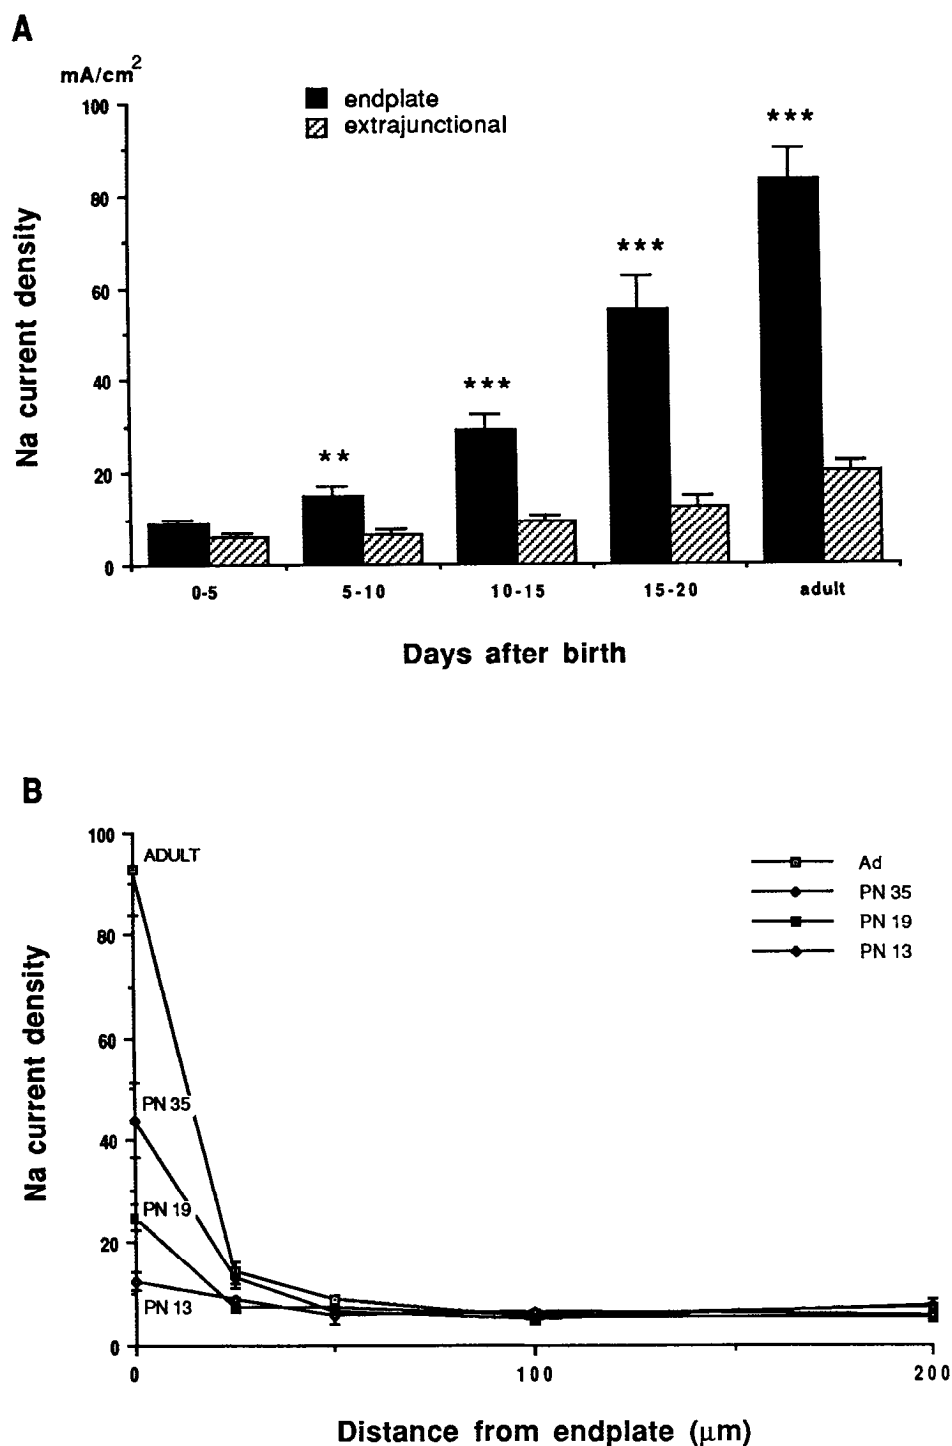 A
mA/cm2
endplate
extrajunctional
100
80
60
40
20
0
Na current density
**
***
***
***
0-5
5-10
10-15
15-20
adult
Days after birth
B
100
80
60
40
20
0
Na current density
ADULT
PN 35
PN 19
PN 13
Ad
PN 35
PN 19
PN 13
0
100
200
Distance from endplate (μm)